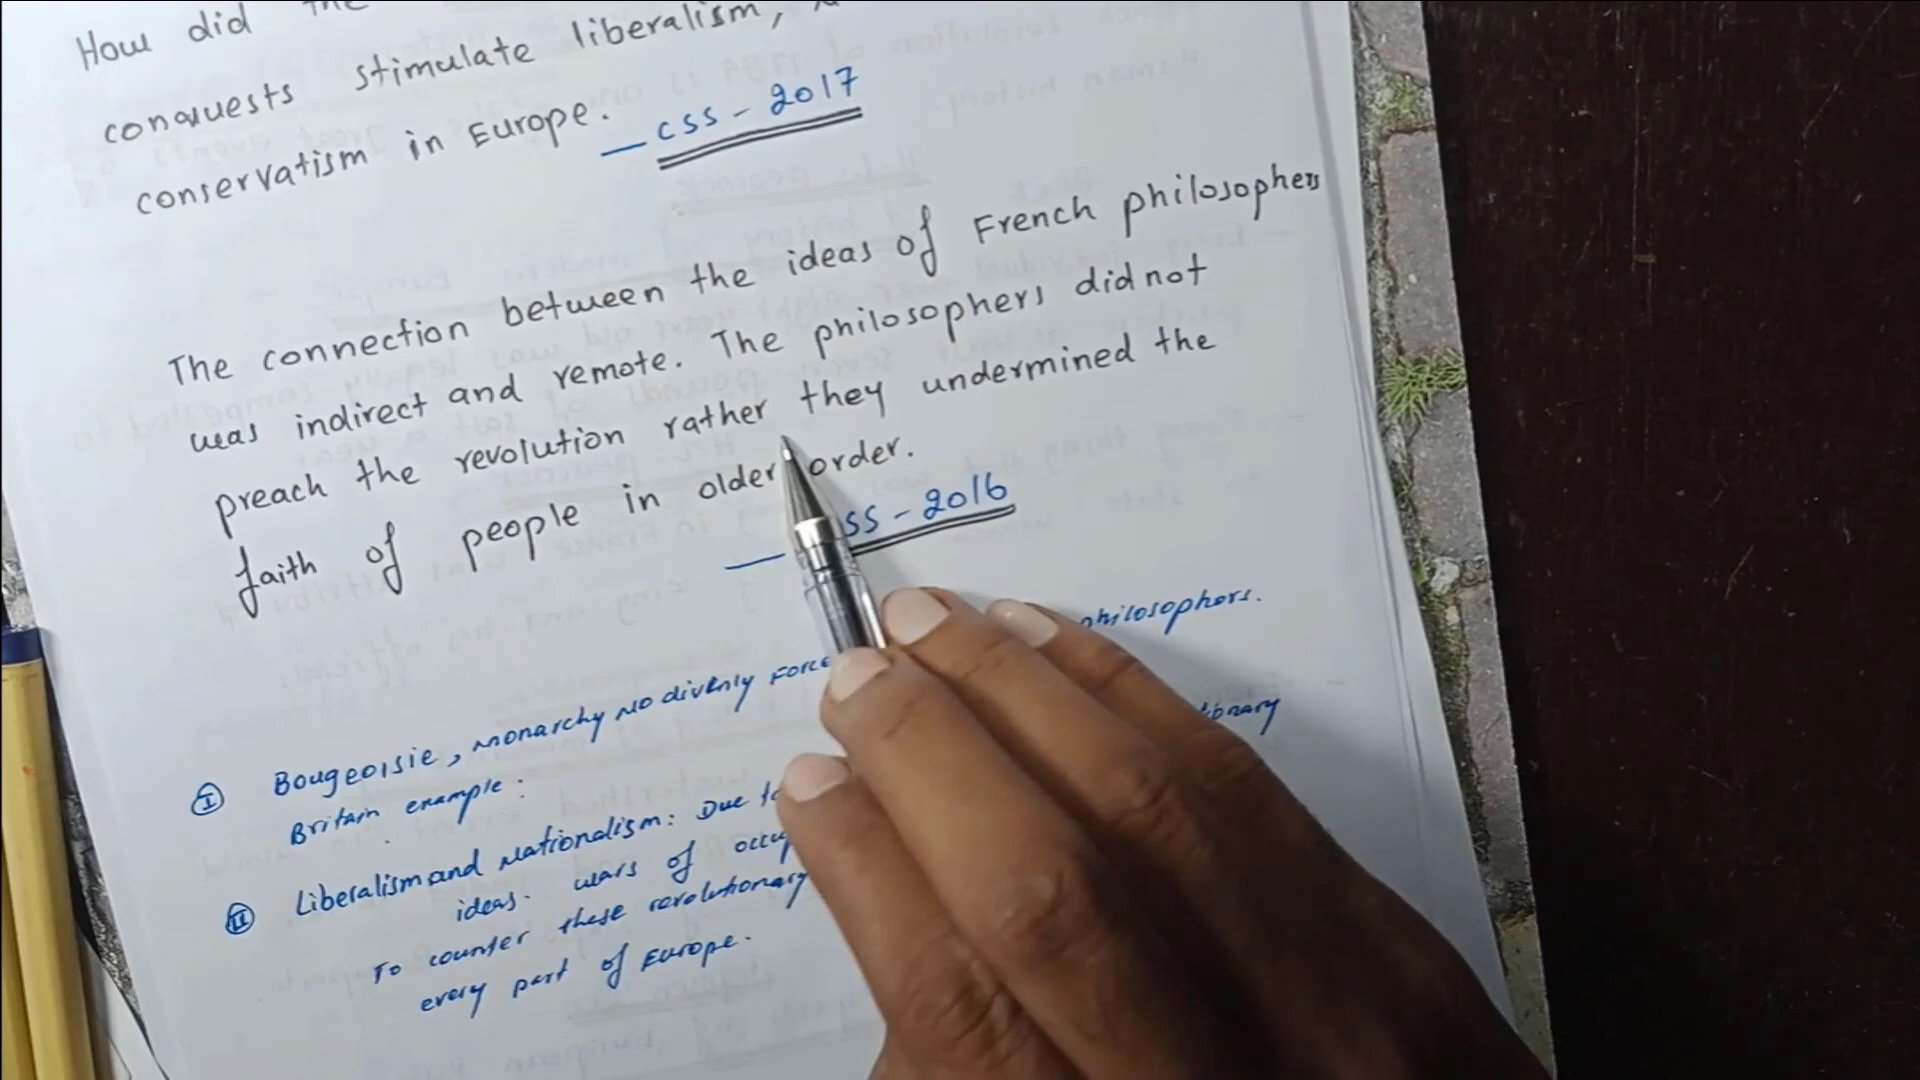 How did the
conquests stimulate liberalism,
conservatism in Europe.
— CSS - 2017
The connection between the ideas of French philosophers
was indirect and remote. The philosophers did not
preach the revolution rather they undermined the
faith of people in older order.
— SS - 2016
I Bougeoisie, Monarchy No divinly Force philosophers.
Britain example:
II Liberalism and Nationalism: Due to
ideas. wars of
To counter these revolutionary
every part of Europe.